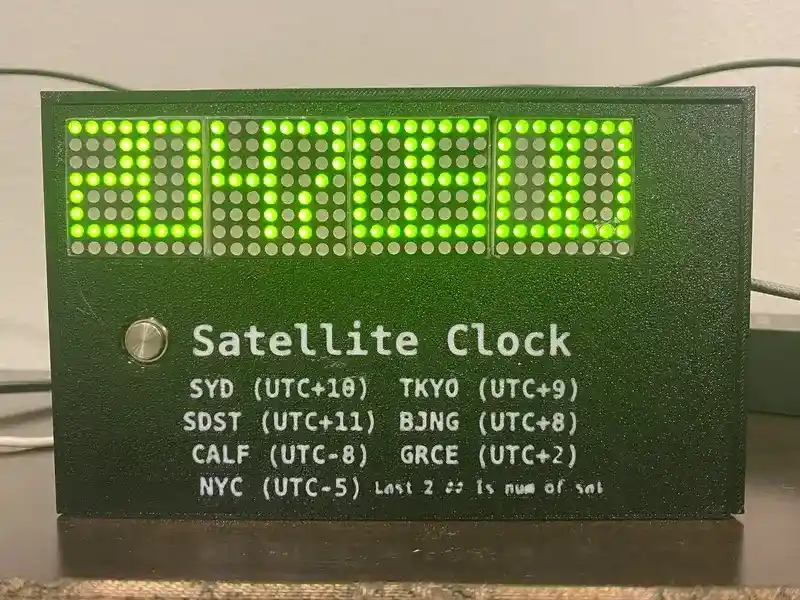 Satellite Clock
SYD (UTC+10) TKYO (UTC+9)
SDST (UTC+11) BJNG (UTC+8)
CALF (UTC-8) GRCE (UTC+2)
NYC (UTC-5) Last 2 ## is num of sat